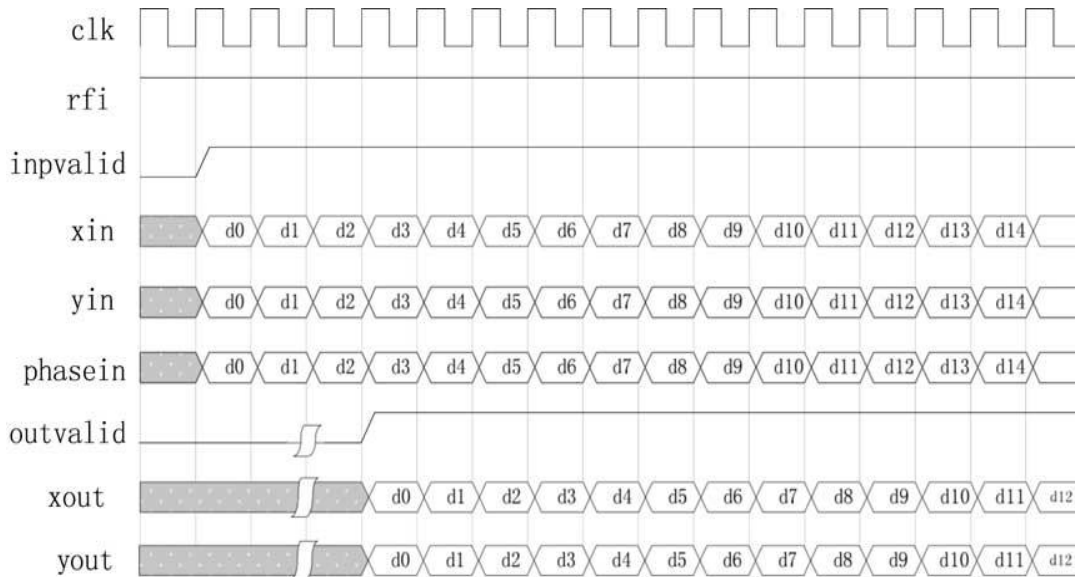 clk
rfi
inpvalid
xin d0 d1 d2 d3 d4 d5 d6 d7 d8 d9 d10 d11 d12 d13 d14
yin d0 d1 d2 d3 d4 d5 d6 d7 d8 d9 d10 d11 d12 d13 d14
phasein d0 d1 d2 d3 d4 d5 d6 d7 d8 d9 d10 d11 d12 d13 d14
outvalid
xout d0 d1 d2 d3 d4 d5 d6 d7 d8 d9 d10 d11 d12
yout d0 d1 d2 d3 d4 d5 d6 d7 d8 d9 d10 d11 d12